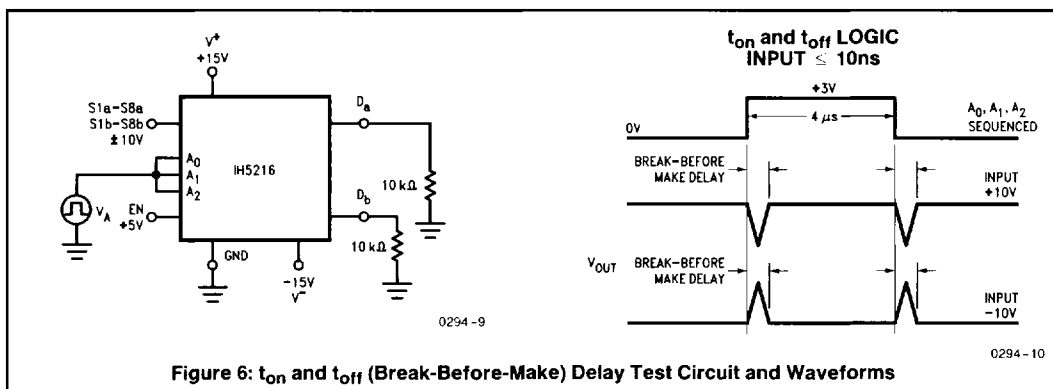 V+
+15V
S1a-S8a
S1b-S8b
±10V
A0
A1
A2
VA
EN
+5V
IH5216
Da
10 kΩ
Db
10 kΩ
GND
-15V
V-
0294-9
ton and toff LOGIC
INPUT ≤ 10ns
+3V
0V
4 μs
A0, A1, A2
SEQUENCED
BREAK-BEFORE
MAKE DELAY
INPUT
+10V
VOUT
BREAK-BEFORE
MAKE DELAY
INPUT
-10V
0294-10
Figure 6: ton and toff (Break-Before-Make) Delay Test Circuit and Waveforms